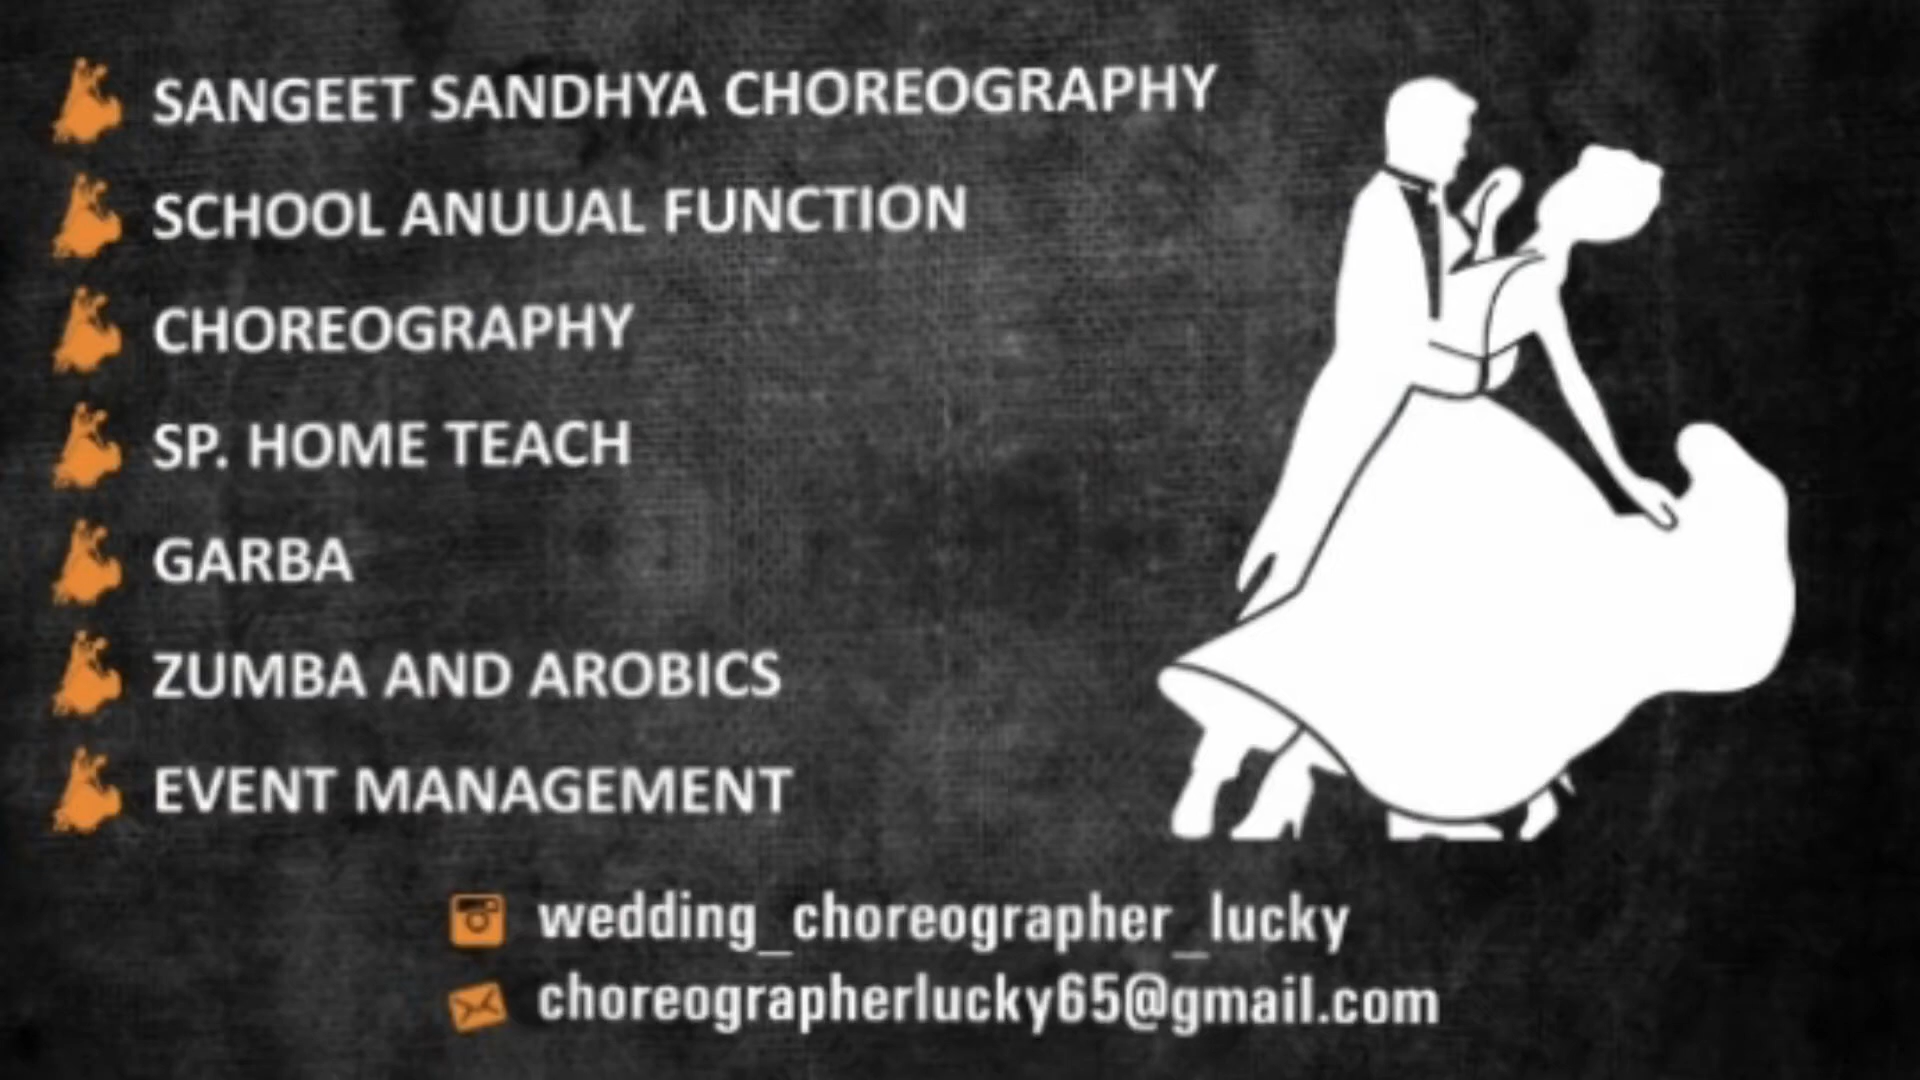 SANGEET SANDHYA CHOREOGRAPHY
SCHOOL ANUUAL FUNCTION
CHOREOGRAPHY
SP. HOME TEACH
GARBA
ZUMBA AND AROBICS
EVENT MANAGEMENT
wedding_choreographer_lucky
choreographerlucky65@gmail.com